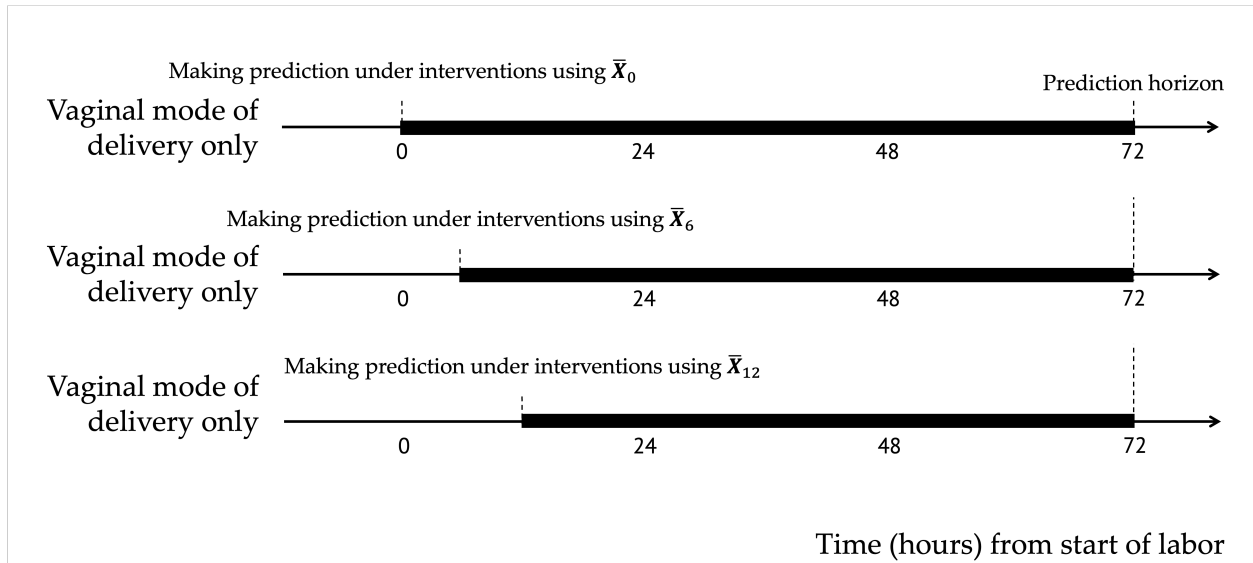 Making prediction under interventions using X̄₀
Prediction horizon
Vaginal mode of
delivery only
0 24 48 72
Making prediction under interventions using X̄₆
Vaginal mode of
delivery only
0 24 48 72
Making prediction under interventions using X̄₁₂
Vaginal mode of
delivery only
0 24 48 72
Time (hours) from start of labor